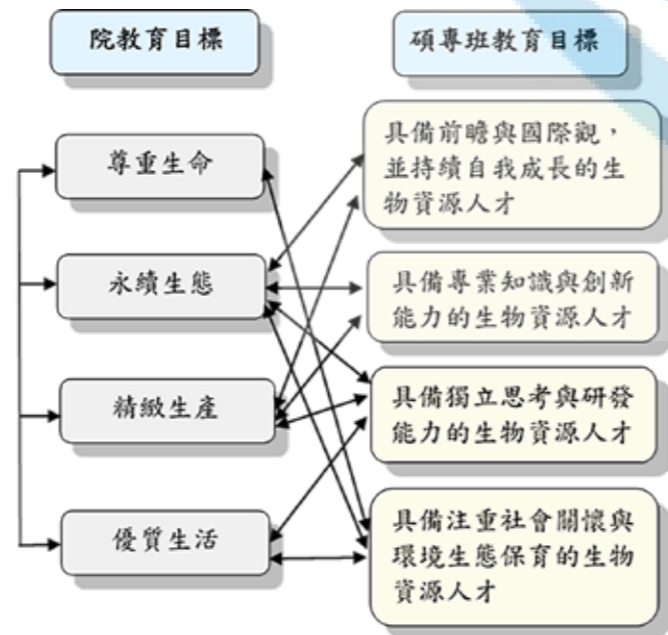 院教育目標
碩專班教育目標
尊重生命
永續生態
精緻生產
優質生活
具備前瞻與國際觀，
並持續自我成長的生
物資源人才
具備專業知識與創新
能力的生物資源人才
具備獨立思考與研發
能力的生物資源人才
具備注重社會關懷與
環境生態保育的生物
資源人才